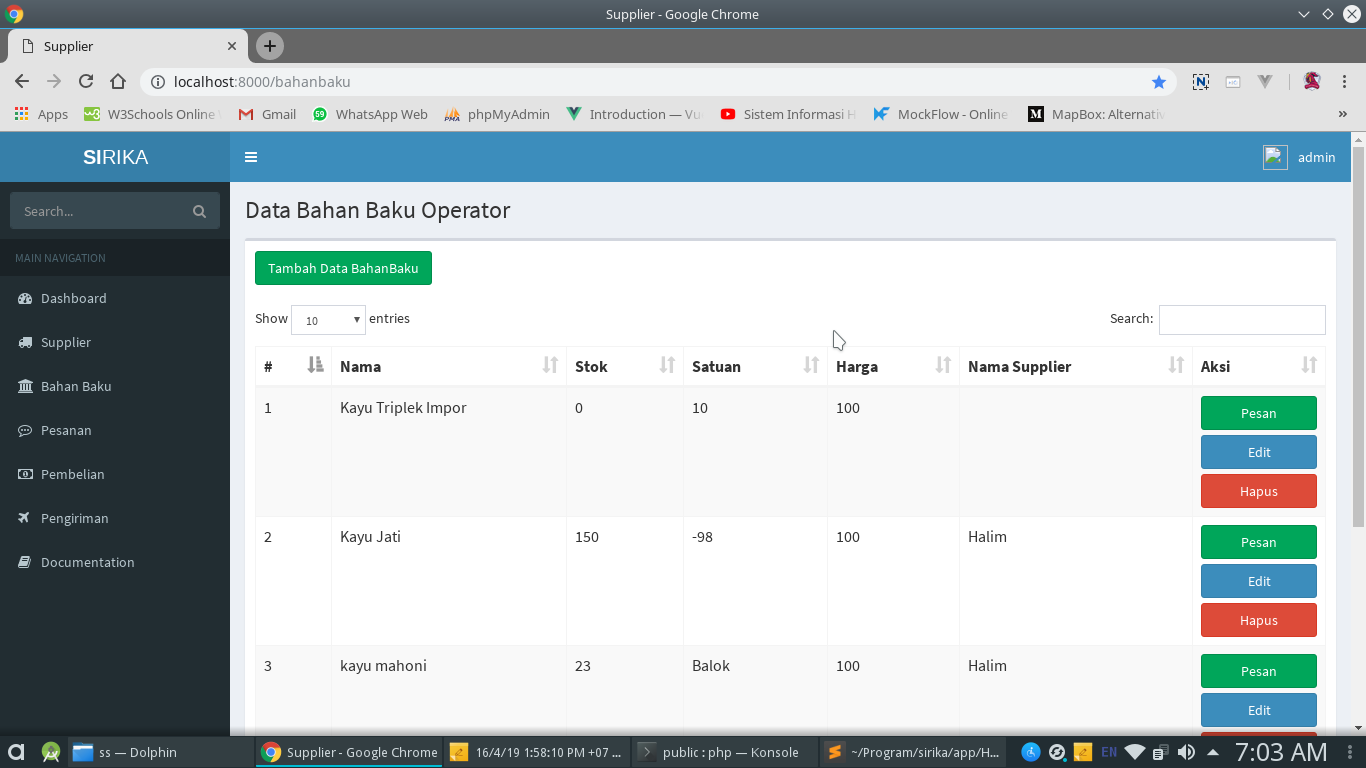 Supplier - Google Chrome
Supplier
localhost:8000/bahanbaku
Apps W3Schools Online Gmail WhatsApp Web phpMyAdmin Introduction — Vu Sistem Informasi MockFlow - Online MapBox: Alternativ »
SIRIKA admin
Search...
MAIN NAVIGATION
Dashboard
Supplier
Bahan Baku
Pesanan
Pembelian
Pengiriman
Documentation
Data Bahan Baku Operator
Tambah Data BahanBaku
Show 10 entries Search:
# Nama Stok Satuan Harga Nama Supplier Aksi
1 Kayu Triplek Impor 0 10 100 Pesan
Edit
Hapus
2 Kayu Jati 150 -98 100 Halim Pesan
Edit
Hapus
3 kayu mahoni 23 Balok 100 Halim Pesan
Edit
ss — Dolphin Supplier - Google Chrome 16/4/19 1:58:10 PM +07 ... public : php — Konsole ~/Program/sirika/app/H... EN 7:03 AM